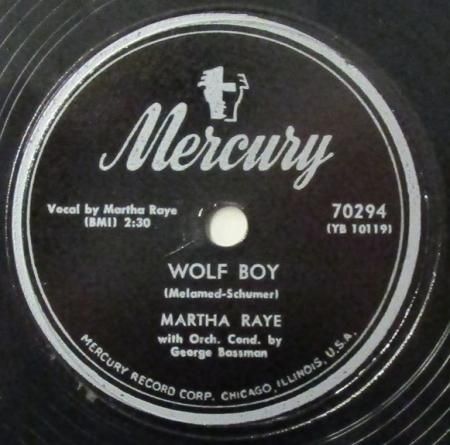 Mercury
Vocal by Martha Raye
(BMI) 2:30
70294
(YB 10119)
WOLF BOY
(Melamed-Schumer)
MARTHA RAYE
with Orch. Cond. by
George Bassman
MERCURY RECORD CORP. CHICAGO, ILLINOIS, U.S.A.